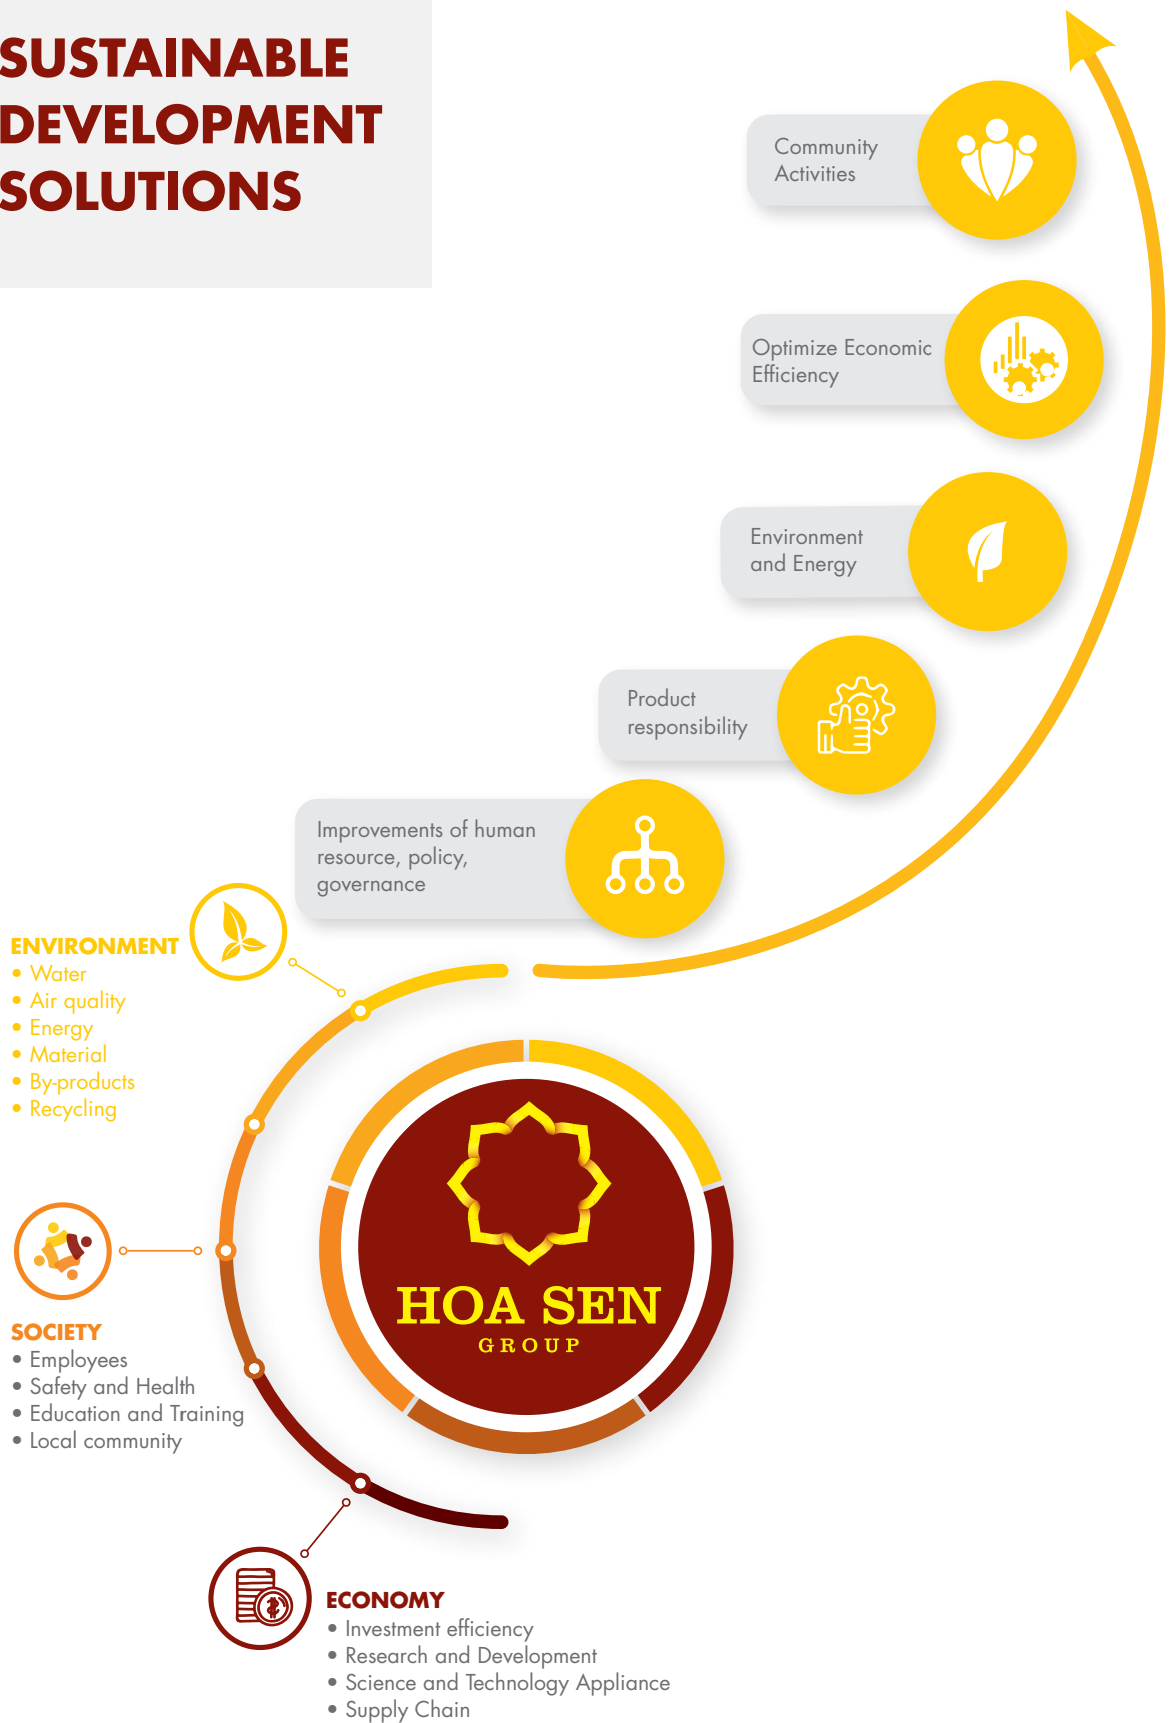 SUSTAINABLE
DEVELOPMENT
SOLUTIONS
Community
Activities
Optimize Economic
Efficiency
Environment
and Energy
Product
responsibility
Improvements of human
resource, policy,
governance
ENVIRONMENT
• Water
• Air quality
• Energy
• Material
• By-products
• Recycling
HOA SEN
GROUP
SOCIETY
• Employees
• Safety and Health
• Education and Training
• Local community
$
ECONOMY
• Investment efficiency
• Research and Development
• Science and Technology Appliance
• Supply Chain